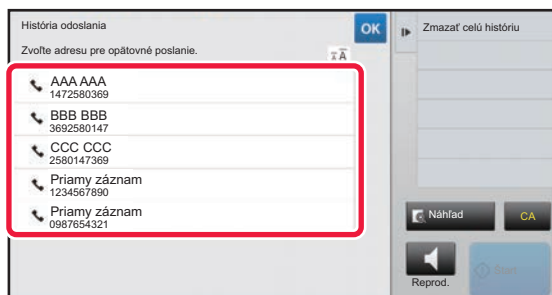 História odoslania
OK
Zmazať celú históriu
Zvoľte adresu pre opätovné poslanie.
AAA AAA
1472580369
BBB BBB
3692580147
CCC CCC
2580147369
Priamy záznam
1234567890
Priamy záznam
0987654321
Náhľad
CA
Reprod.
Štart